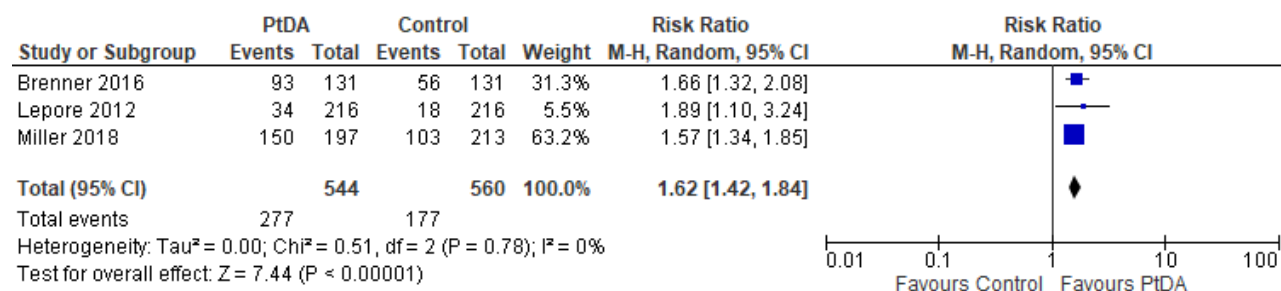 PtDA Control Risk Ratio Risk Ratio
Study or Subgroup Events Total Events Total Weight M-H, Random, 95% CI M-H, Random, 95% CI
Brenner 2016 93 131 56 131 31.3% 1.66 [1.32, 2.08]
Lepore 2012 34 216 18 216 5.5% 1.89 [1.10, 3.24]
Miller 2018 150 197 103 213 63.2% 1.57 [1.34, 1.85]
Total (95% CI) 544 560 100.0% 1.62 [1.42, 1.84]
Total events 277 177
Heterogeneity: Tau² = 0.00; Chi² = 0.51, df = 2 (P = 0.78); I² = 0%
Test for overall effect: Z = 7.44 (P < 0.00001)
0.01 0.1 1 10 100
Favours Control Favours PtDA